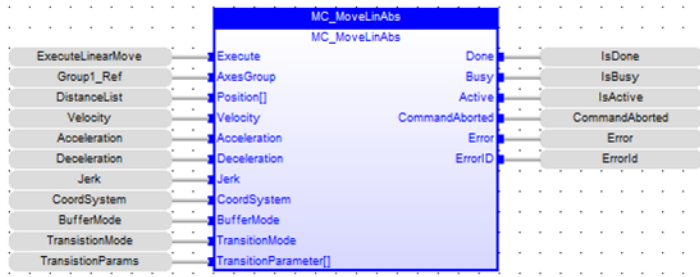 MC_MoveLinAbs
MC_MoveLinAbs
ExecuteLinearMove Execute Done IsDone
Group1_Ref AxesGroup Busy IsBusy
DistanceList Position[] Active IsActive
Velocity Velocity CommandAborted CommandAborted
Acceleration Acceleration Error Error
Deceleration Deceleration ErrorID ErrorId
Jerk Jerk
CoordSystem CoordSystem
BufferMode BufferMode
TransistionMode TransitionMode
TransistionParams TransitionParameter[]